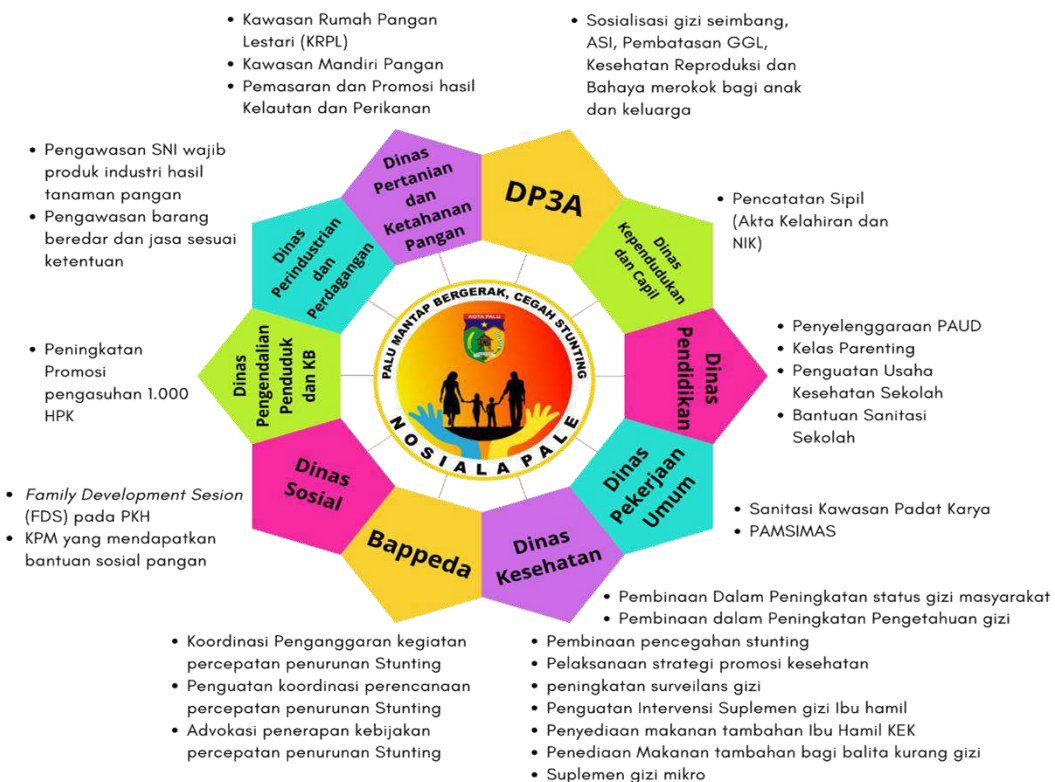 • Kawasan Rumah Pangan
Lestari (KRPL)
• Kawasan Mandiri Pangan
• Pemasaran dan Promosi hasil
Kelautan dan Perikanan
• Sosialisasi gizi seimbang,
ASI, Pembatasan GGL,
Kesehatan Reproduksi dan
Bahaya merokok bagi anak
dan keluarga
• Pengawasan SNI wajib
produk industri hasil
tanaman pangan
• Pengawasan barang
beredar dan jasa sesuai
ketentuan
Dinas
Pertanian
dan
Ketahanan
Pangan
DP3A
• Pencatatan Sipil
(Akta Kelahiran dan
NIK)
Dinas
Perindustrian
dan
Perdagangan
Dinas
Kependudukan
dan Capil
• Peningkatan
Promosi
pengasuhan 1.000
HPK
Dinas
Pengendalian
Penduduk
dan KB
PALU MANTAP BERGERAK, CEGAH STUNTING
KOTA PALU
NOSIALA PALE
Dinas
Pendidikan
• Penyelenggaraan PAUD
• Kelas Parenting
• Penguatan Usaha
Kesehatan Sekolah
• Bantuan Sanitasi
Sekolah
• Family Development Sesion
(FDS) pada PKH
• KPM yang mendapatkan
bantuan sosial pangan
Dinas
Sosial
Bappeda
Dinas
Kesehatan
Dinas
Pekerjaan
Umum
• Sanitasi Kawasan Padat Karya
• PAMSIMAS
• Koordinasi Penganggaran kegiatan
percepatan penurunan Stunting
• Penguatan koordinasi perencanaan
percepatan penurunan Stunting
• Advokasi penerapan kebijakan
percepatan penurunan Stunting
• Pembinaan Dalam Peningkatan status gizi masyarakat
• Pembinaan dalam Peningkatan Pengetahuan gizi
• Pembinaan pencegahan stunting
• Pelaksanaan strategi promosi kesehatan
• peningkatan surveilans gizi
• Penguatan Intervensi Suplemen gizi Ibu hamil
• Penyediaan makanan tambahan Ibu Hamil KEK
• Penediaan Makanan tambahan bagi balita kurang gizi
• Suplemen gizi mikro